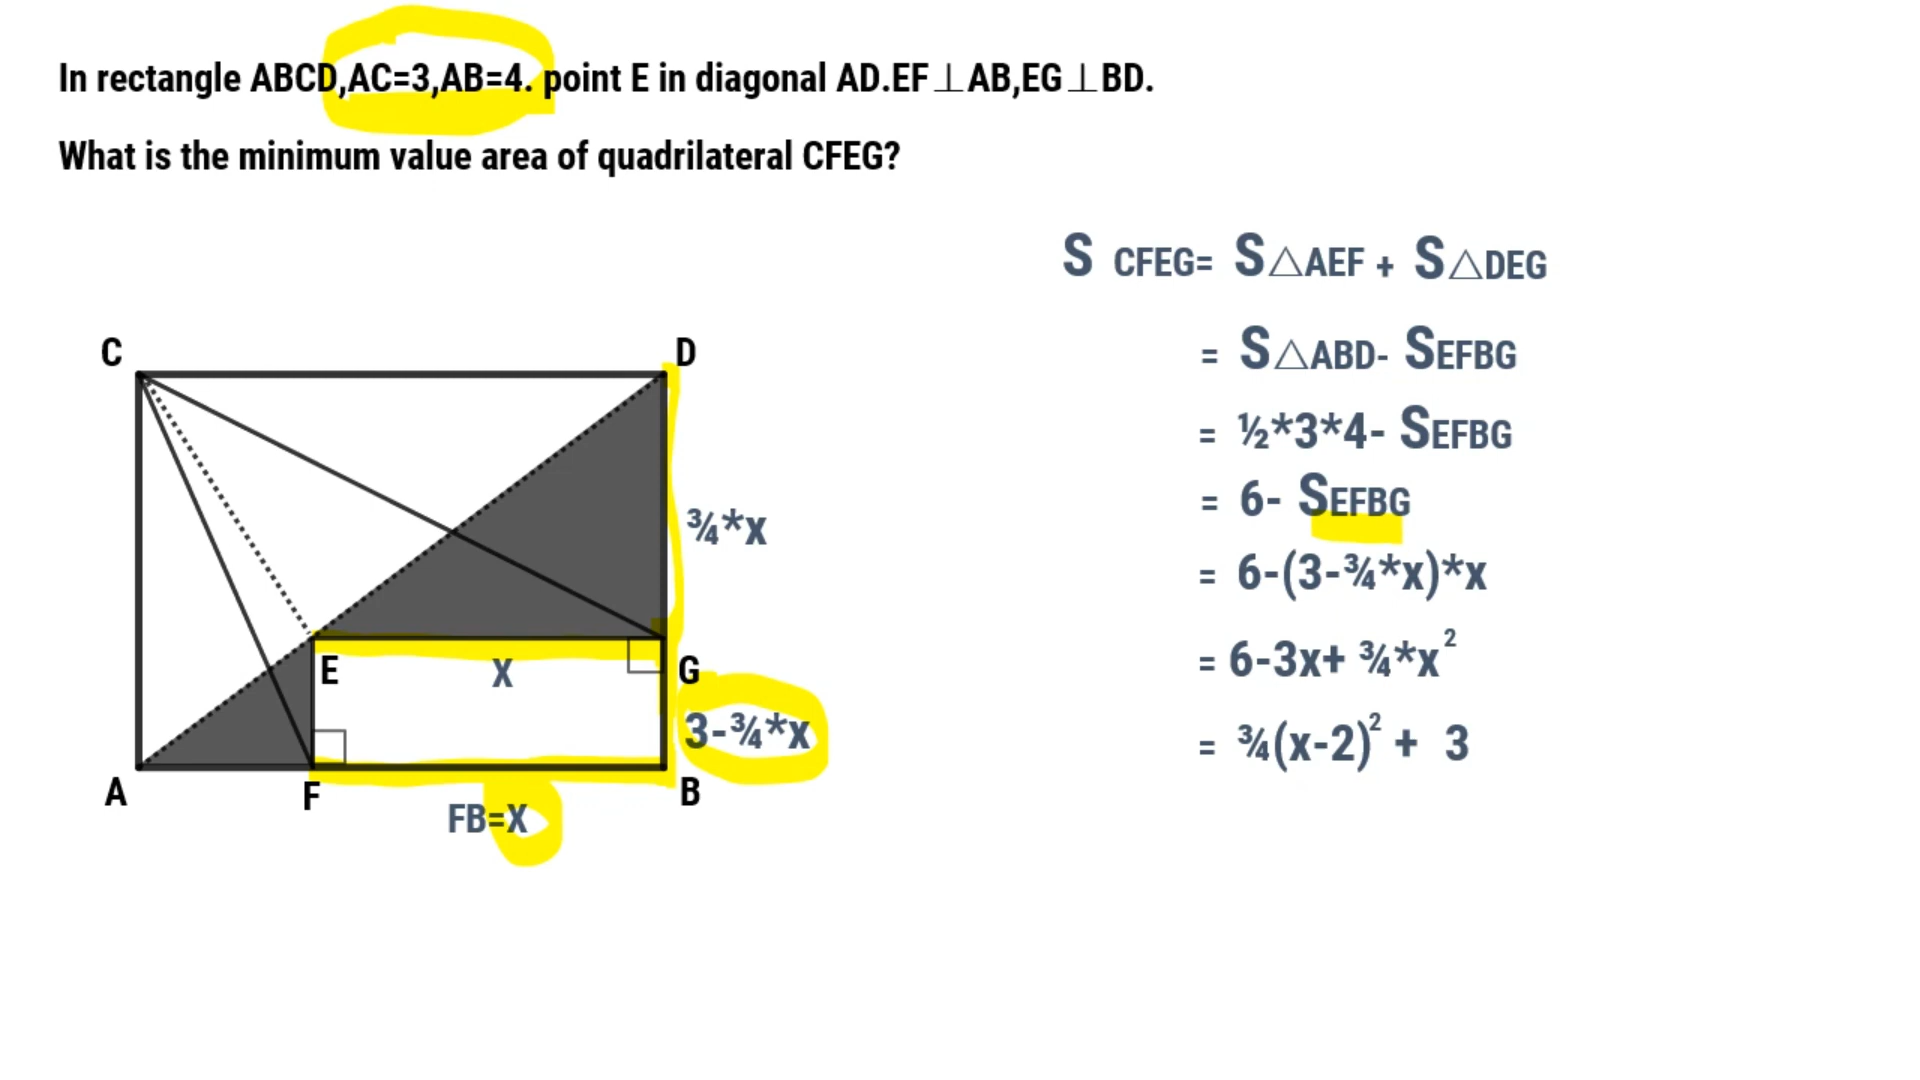 In rectangle ABCD,AC=3,AB=4. point E in diagonal AD.EF⊥AB,EG⊥BD.
What is the minimum value area of quadrilateral CFEG?
S CFEG= S△AEF + S△DEG
= S△ABD- SEFBG
= ½*3*4- SEFBG
= 6- SEFBG
= 6-(3-¾*x)*x
= 6-3x+ ¾*x²
= ¾(x-2)² + 3
C
D
¾*x
E
X
G
3-¾*x
A
F
B
FB=X